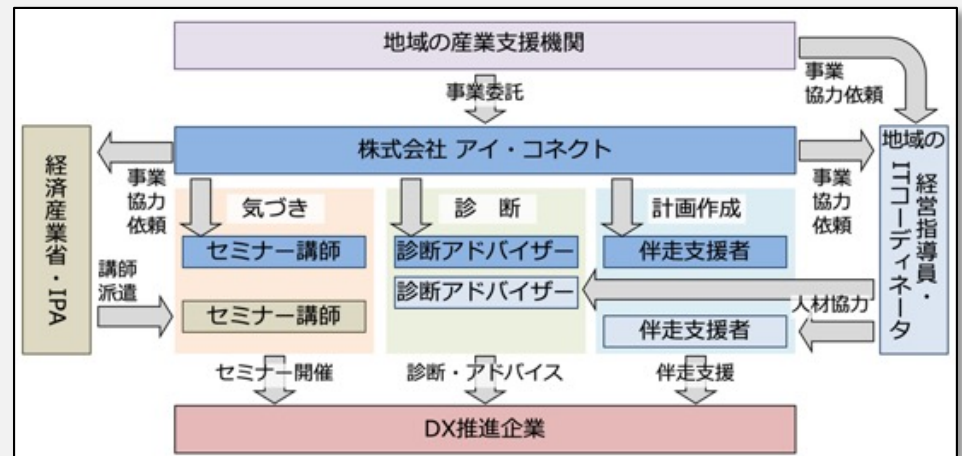 地域の産業支援機関
事業
協力依頼
事業委託
株式会社 アイ・コネクト
経済産業省・IPA
地域の
経営指導員・
ITコーディネータ
事業
協力
依頼
気づき
診 断
計画作成
事業
協力
依頼
セミナー講師
診断アドバイザー
伴走支援者
講師
派遣
診断アドバイザー
人材協力
セミナー講師
伴走支援者
セミナー開催
診断・アドバイス
伴走支援
DX推進企業